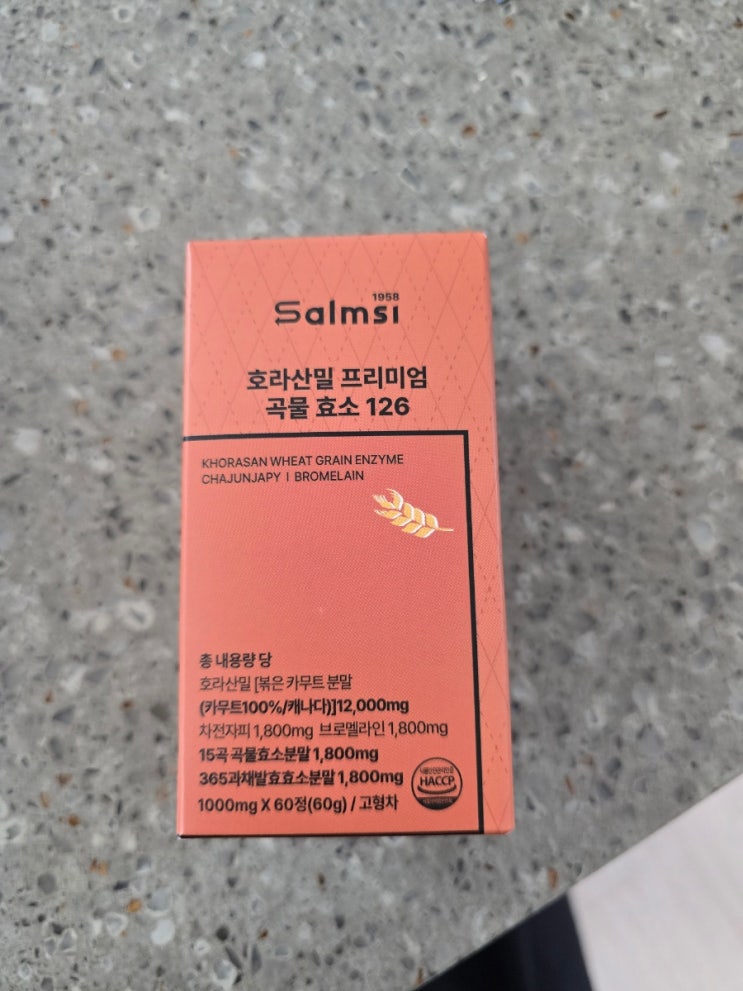 1958
Salmsi
호라산밀 프리미엄
곡물 효소 126
KHORASAN WHEAT GRAIN ENZYME
CHAJUNJAPY | BROMELAIN
총 내용량 당
호라산밀 [볶은 카무트 분말
(카무트100%/캐나다)]12,000mg
차전자피 1,800mg 브로멜라인 1,800mg
15곡 곡물효소분말 1,800mg
365과채발효효소분말 1,800mg
HACCP
1000mg X 60정(60g) / 고형차